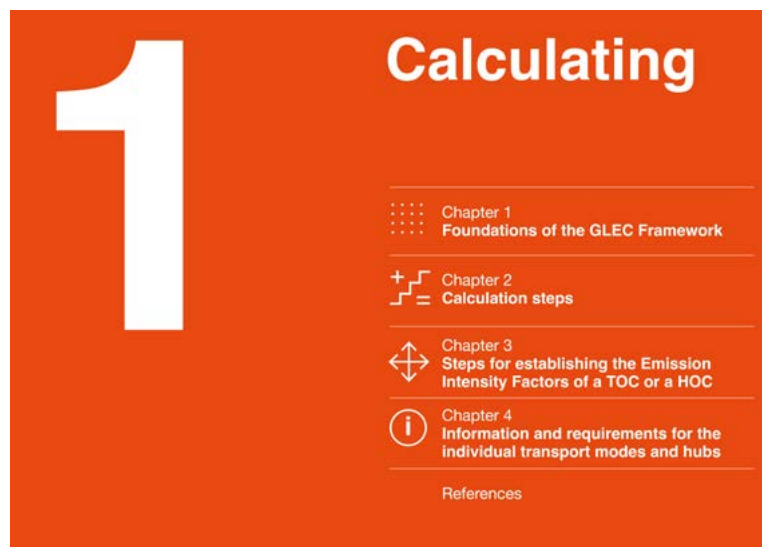 1
Calculating
Chapter 1
Foundations of the GLEC Framework
Chapter 2
Calculation steps
Chapter 3
Steps for establishing the Emission
Intensity Factors of a TOC or a HOC
Chapter 4
Information and requirements for the
individual transport modes and hubs
References